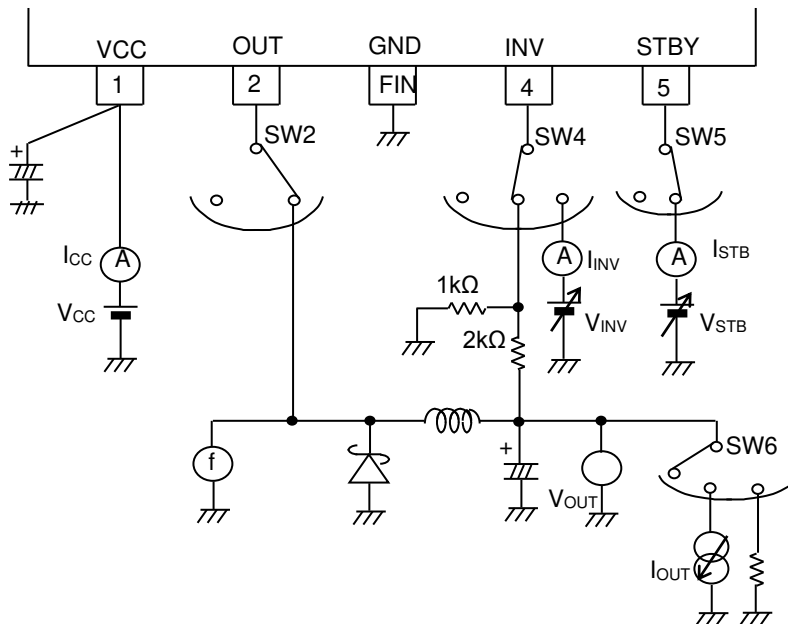 VCC OUT GND INV STBY
1 2 FIN 4 5
SW2 SW4 SW5
+
ICC A A IINV A ISTB
VCC 1kΩ VINV VSTB
2kΩ
f + VOUT SW6
IOUT